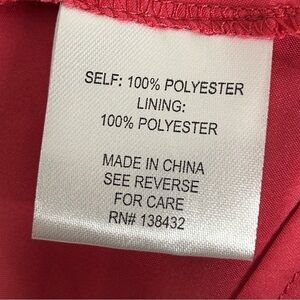 SELF: 100% POLYESTER
LINING:
100% POLYESTER
MADE IN CHINA
SEE REVERSE
FOR CARE
RN# 138432